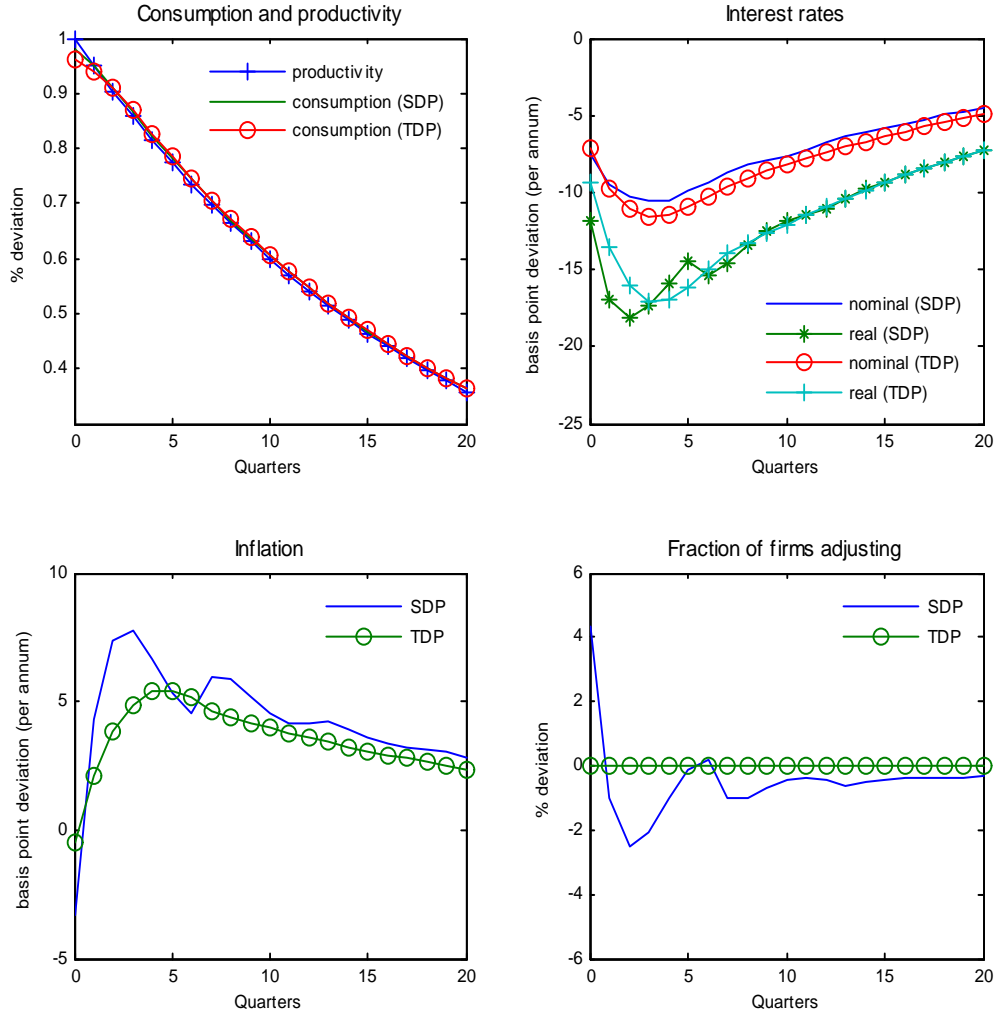 Consumption and productivity
1
0.9
0.8
0.7
0.6
0.5
0.4
% deviation
productivity
consumption (SDP)
consumption (TDP)
0 5 10 15 20
Quarters
Interest rates
0
-5
-10
-15
-20
-25
basis point deviation (per annum)
nominal (SDP)
real (SDP)
nominal (TDP)
real (TDP)
0 5 10 15 20
Quarters
Inflation
10
5
0
-5
basis point deviation (per annum)
SDP
TDP
0 5 10 15 20
Quarters
Fraction of firms adjusting
6
4
2
0
-2
-4
-6
% deviation
SDP
TDP
0 5 10 15 20
Quarters